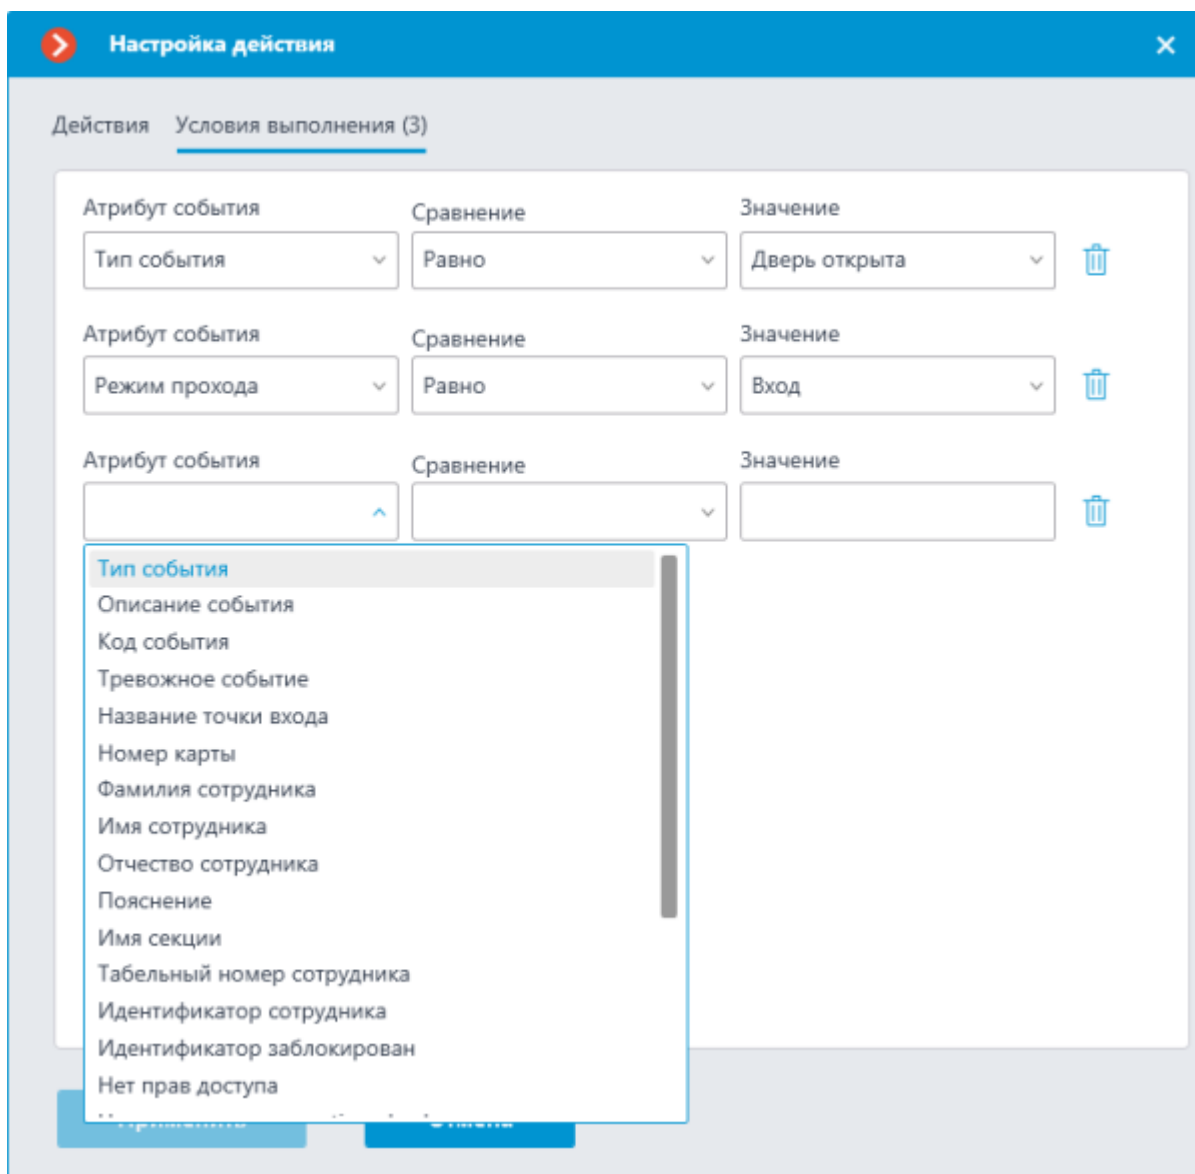 Настройка действия
Действия Условия выполнения (3)
Атрибут события Сравнение Значение
Тип события Равно Дверь открыта
Атрибут события Сравнение Значение
Режим прохода Равно Вход
Атрибут события Сравнение Значение
Тип события
Описание события
Код события
Тревожное событие
Название точки входа
Номер карты
Фамилия сотрудника
Имя сотрудника
Отчество сотрудника
Пояснение
Имя секции
Табельный номер сотрудника
Идентификатор сотрудника
Идентификатор заблокирован
Нет прав доступа
Применить Отмена